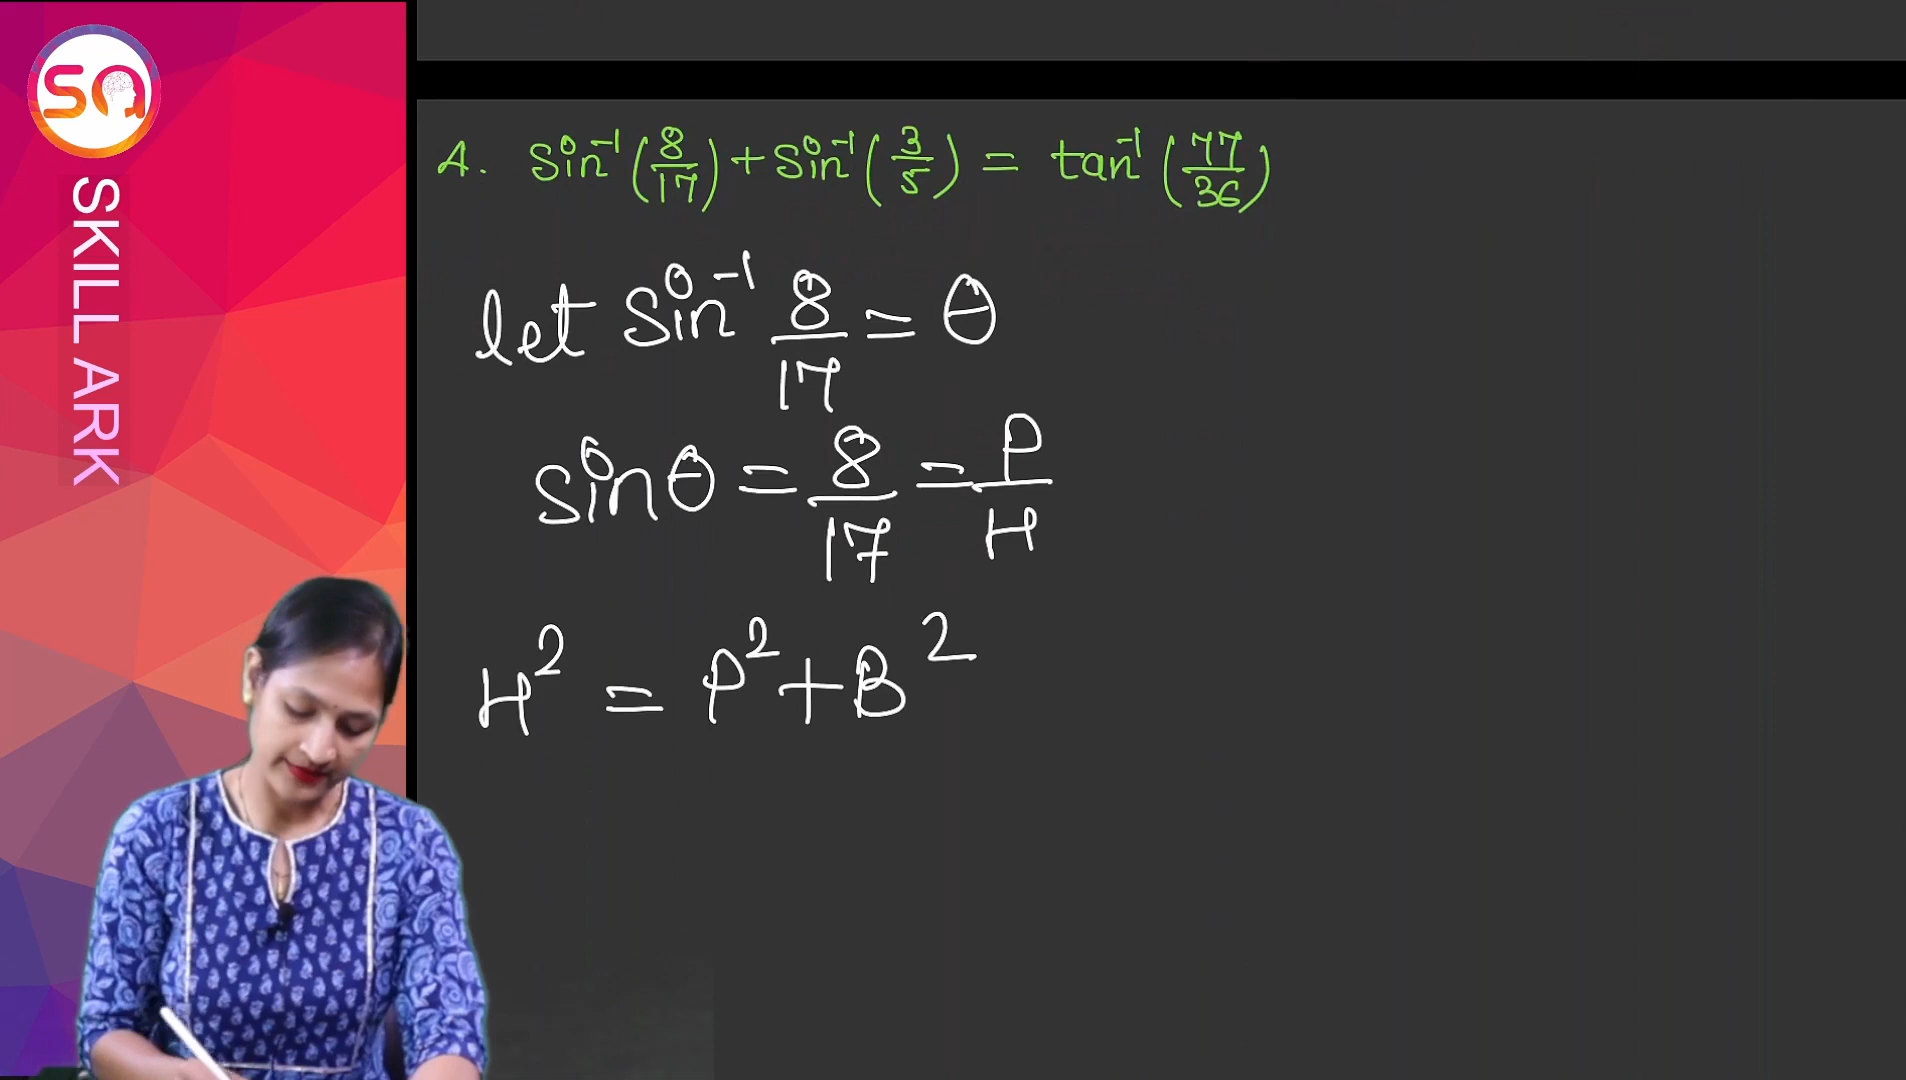 SA
SKILL ARK
A. sin⁻¹(8/17) + sin⁻¹(3/5) = tan⁻¹(77/36)
let sin⁻¹ 8/17 = θ
sinθ = 8/17 = P/H
H² = P² + B²